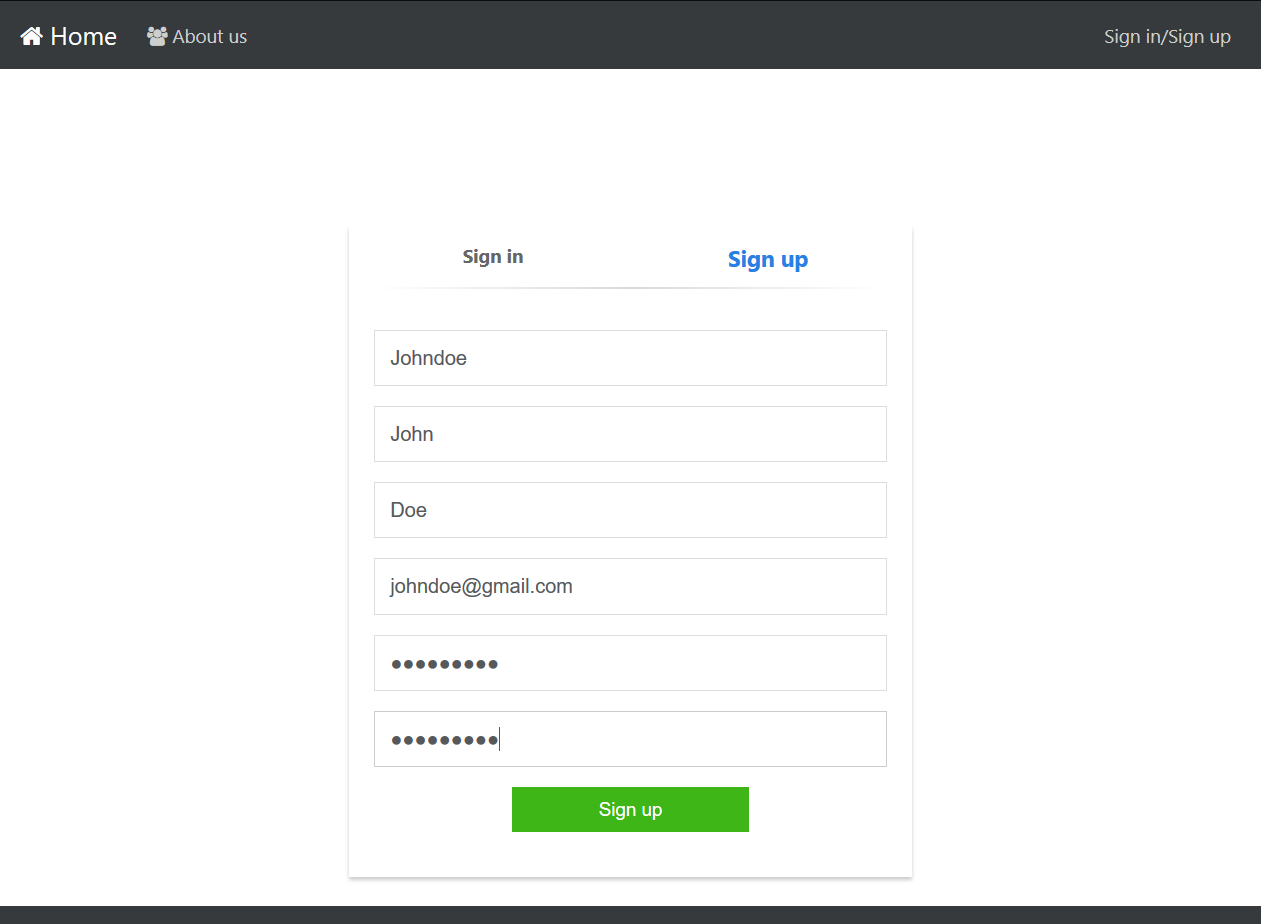 Home About us Sign in/Sign up
Sign in Sign up
Johndoe
John
Doe
johndoe@gmail.com
•••••••••
•••••••••
Sign up